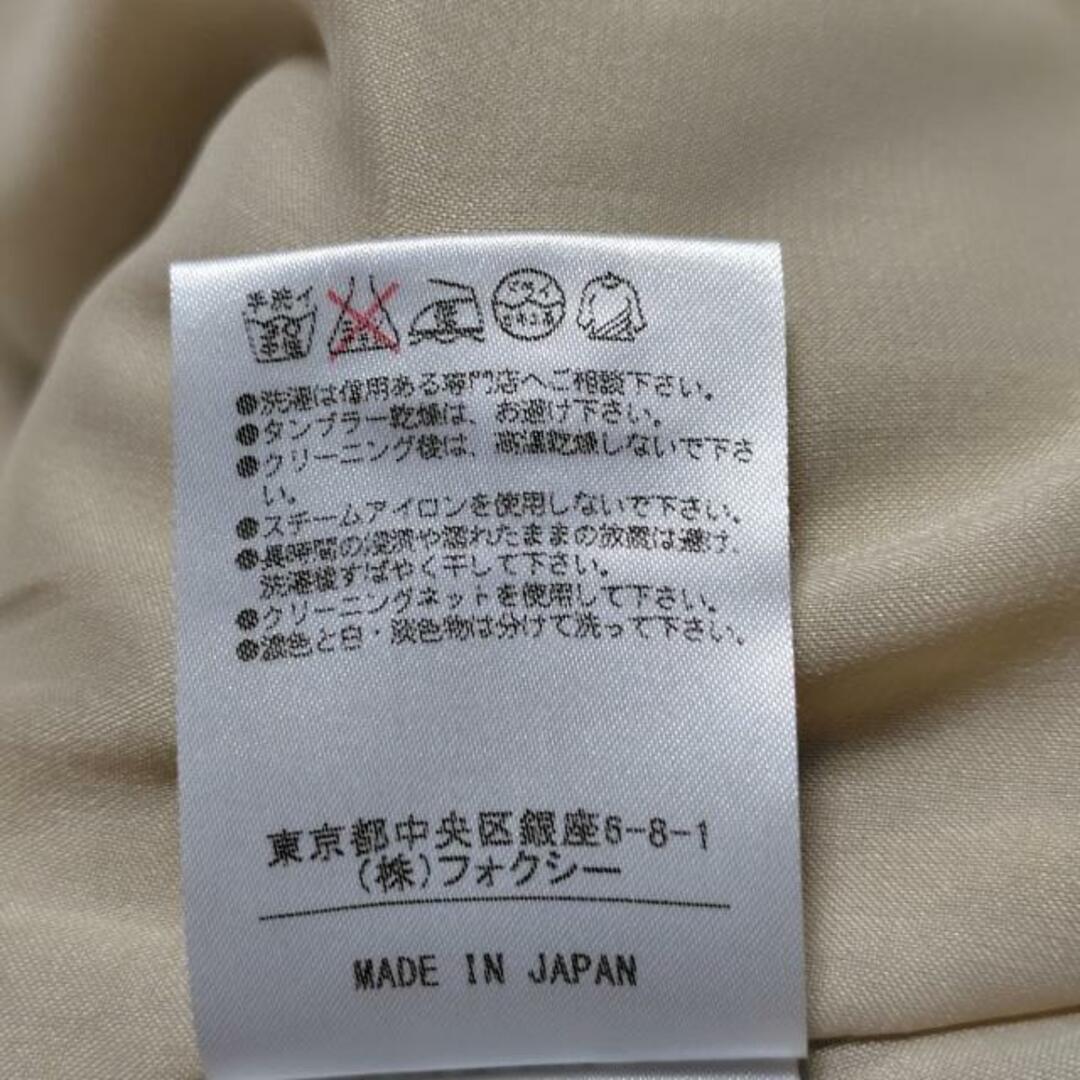 手洗イ
●洗濯は信用ある専門店へご相談下さい。
●タンブラー乾燥は、お避け下さい。
●クリーニング後は、高温乾燥しないで下さ
い。
●スチームアイロンを使用しないで下さい。
●長時間の浸漬や濡れたままの放置は避け、
洗濯後すばやく干して下さい。
●クリーニングネットを使用して下さい。
●濃色と白・淡色物は分けて洗って下さい。
東京都中央区銀座6-8-1
(株)フォクシー
MADE IN JAPAN